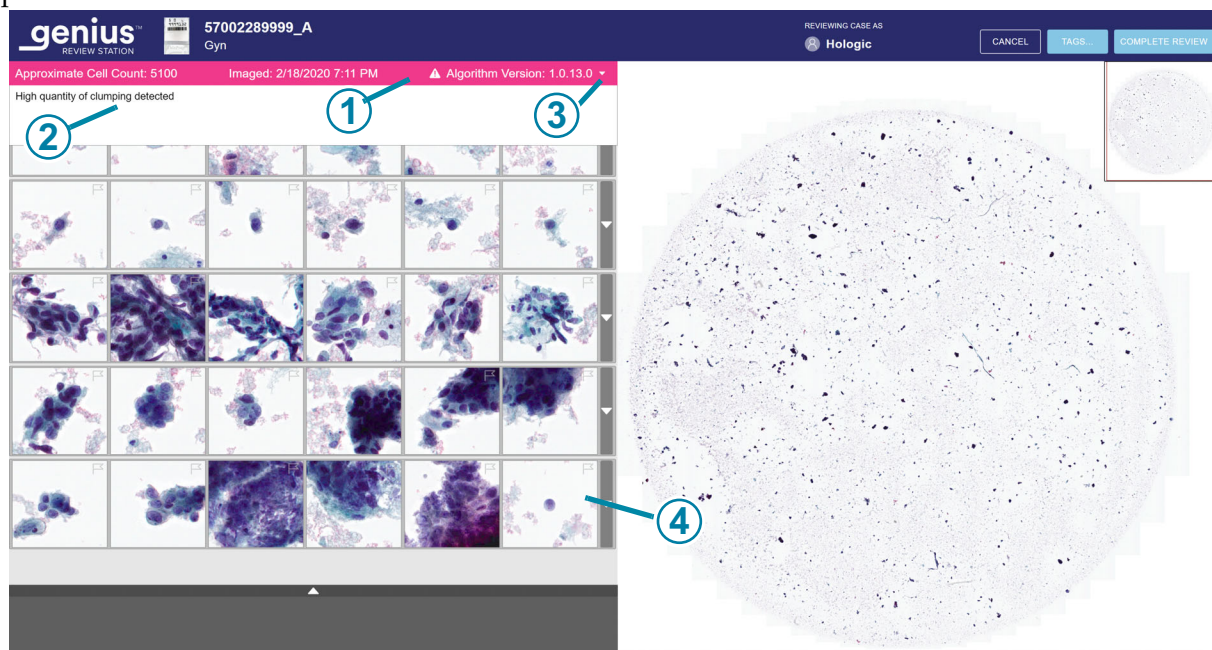 genius™
REVIEW STATION
57002289999_A
Gyn
REVIEWING CASE AS
Hologic
CANCEL
TAGS...
COMPLETE REVIEW
Approximate Cell Count: 5100
Imaged: 2/18/2020 7:11 PM
Algorithm Version: 1.0.13.0
High quantity of clumping detected
1
2
3
4